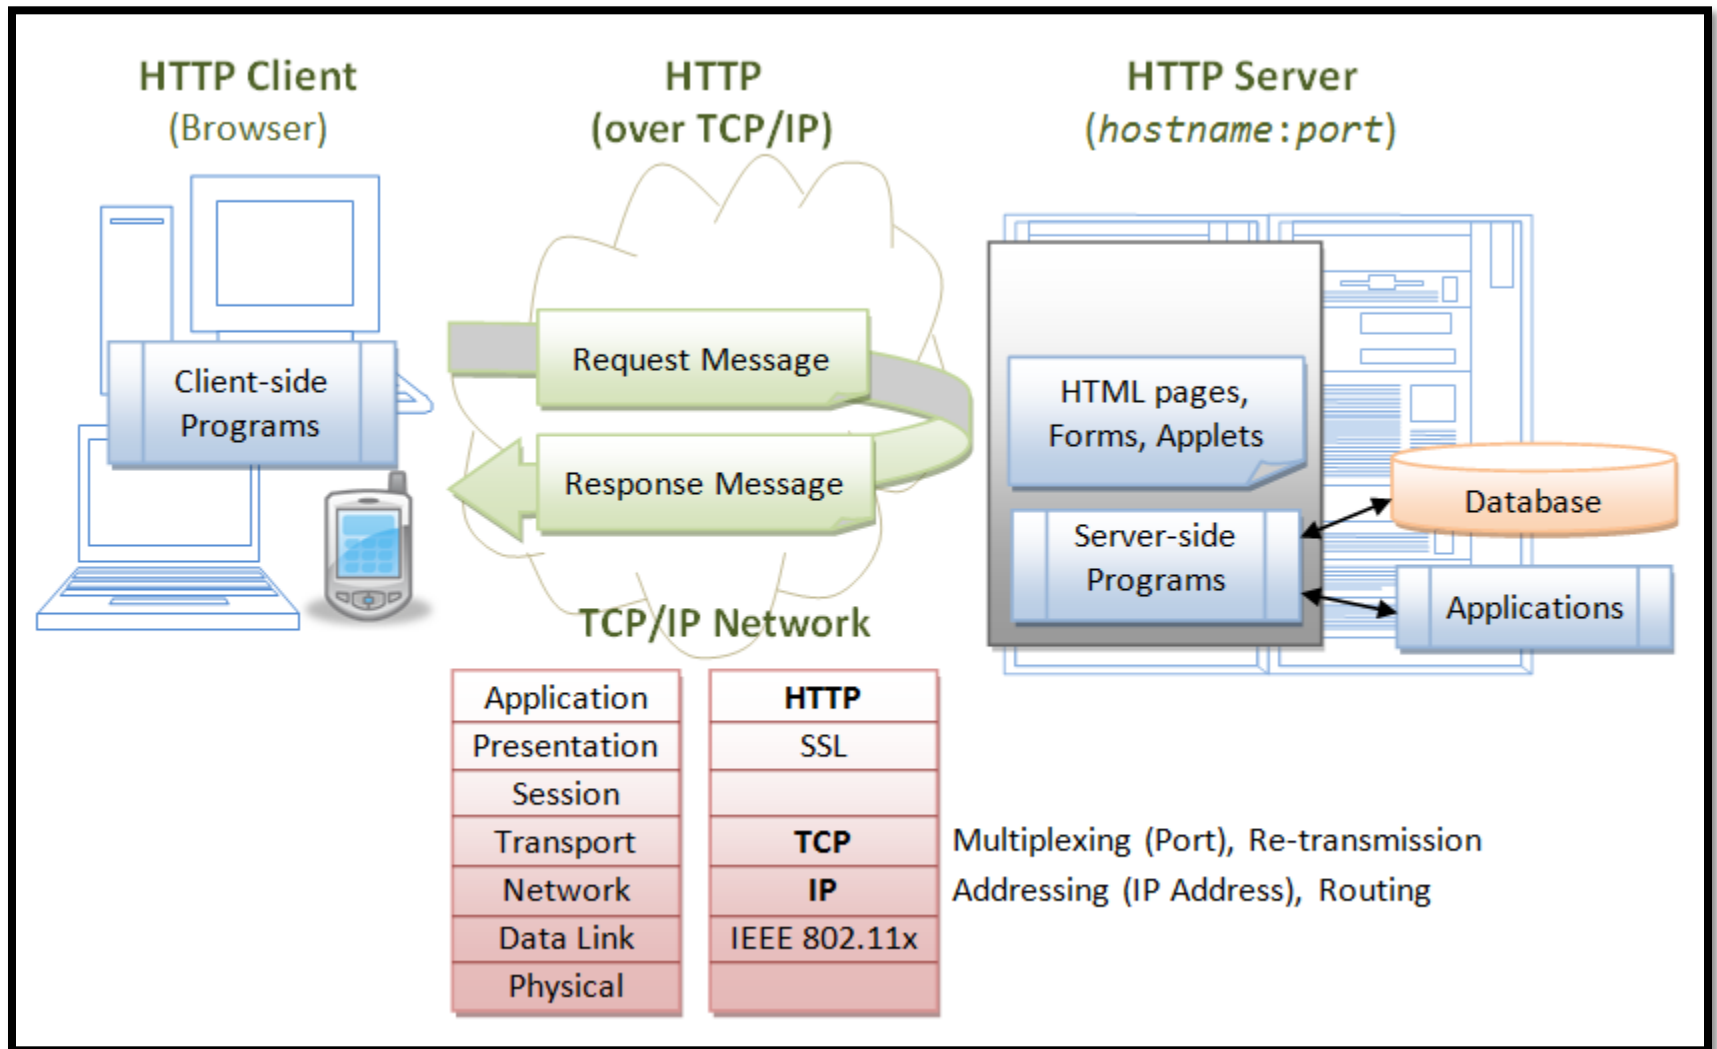 HTTP Client
(Browser)
HTTP
(over TCP/IP)
HTTP Server
(hostname:port)
Client-side
Programs
Request Message
Response Message
HTML pages,
Forms, Applets
Server-side
Programs
Database
Applications
TCP/IP Network
Application HTTP
Presentation SSL
Session
Transport TCP Multiplexing (Port), Re-transmission
Network IP Addressing (IP Address), Routing
Data Link IEEE 802.11x
Physical